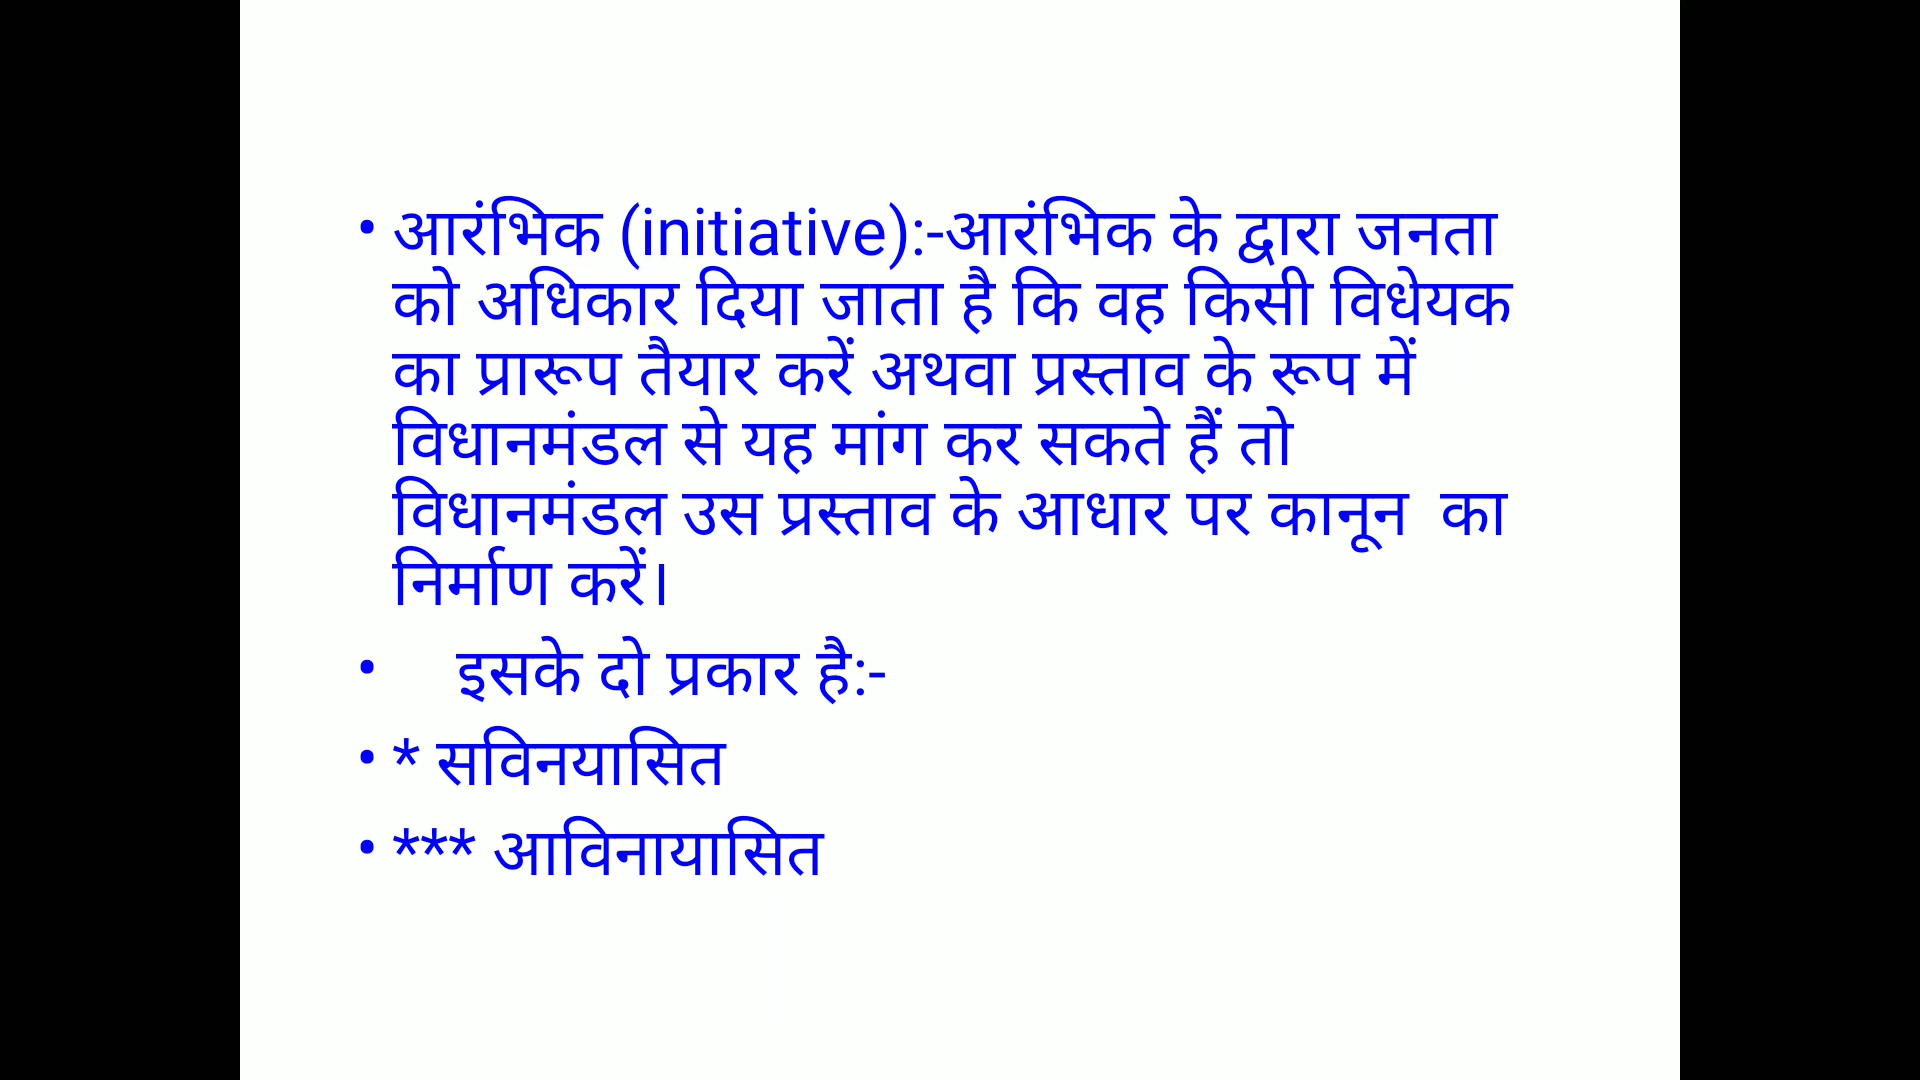 • आरंभिक (initiative):-आरंभिक के द्वारा जनता
को अधिकार दिया जाता है कि वह किसी विधेयक
का प्रारूप तैयार करें अथवा प्रस्ताव के रूप में
विधानमंडल से यह मांग कर सकते हैं तो
विधानमंडल उस प्रस्ताव के आधार पर कानून  का
निर्माण करें।
• इसके दो प्रकार है:-
• * सविनयासित
• *** आविनायासित